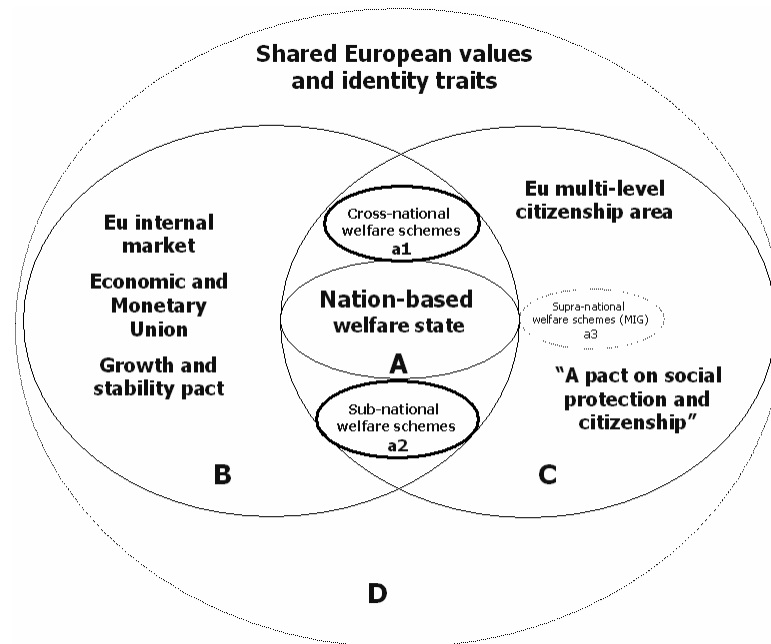 Shared European values
and identity traits
Eu internal
market
Economic and
Monetary
Union
Growth and
stability pact
B
Cross-national
welfare schemes
a1
Nation-based
welfare state
A
Sub-national
welfare schemes
a2
Eu multi-level
citizenship area
Supra-national
welfare schemes (MIG)
a3
"A pact on social
protection and
citizenship"
C
D